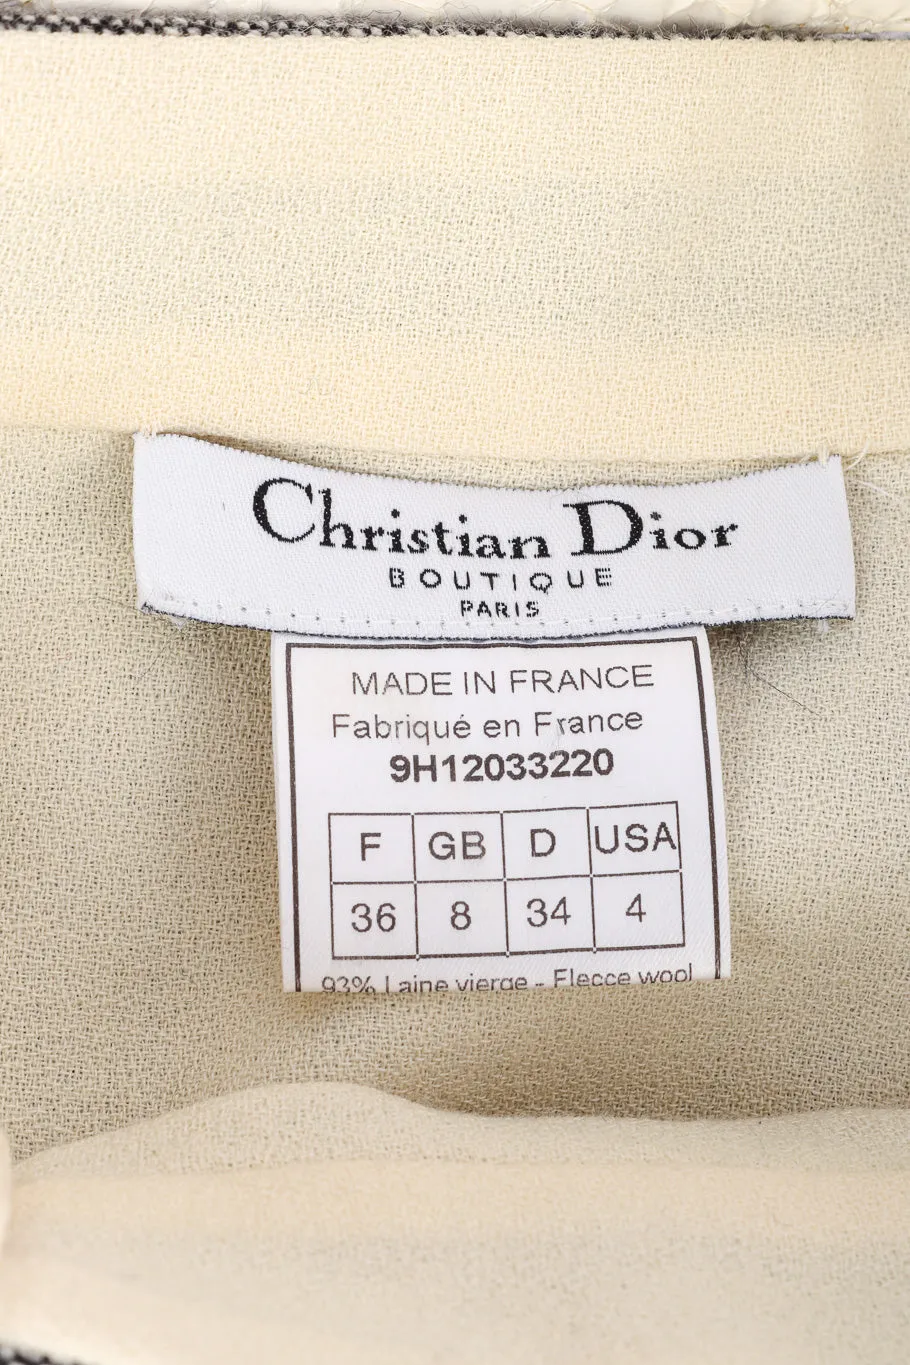 Christian Dior
BOUTIQUE
PARIS
MADE IN FRANCE
Fabriqué en France
9H12033220
F GB D USA
36 8 34 4
93% Laine vierge - Fleece wool